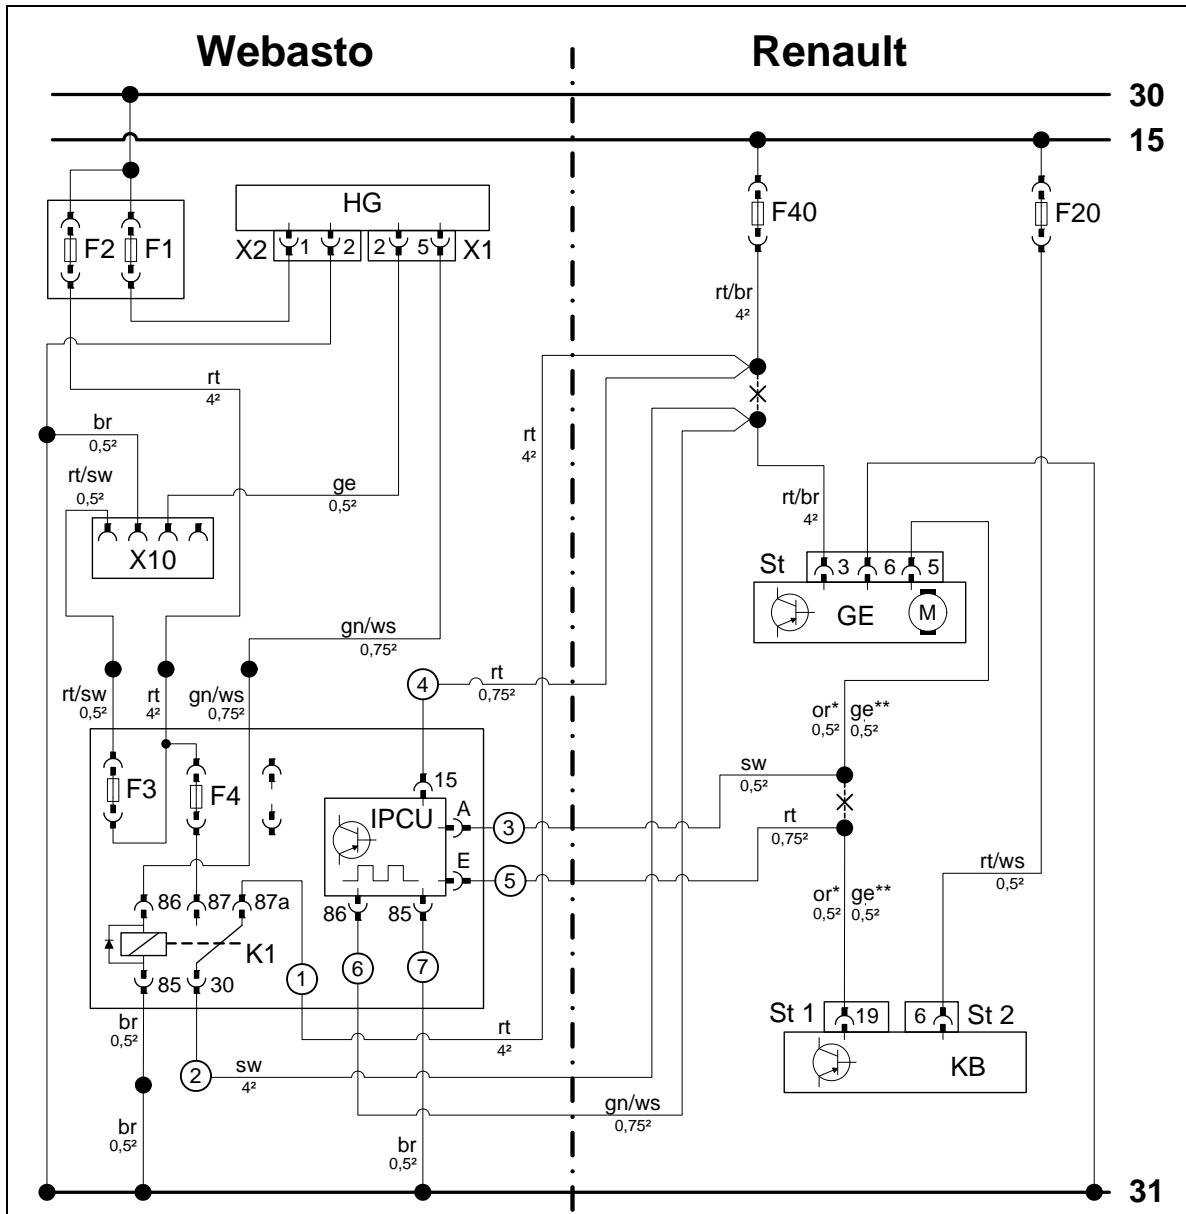 Webasto Renault
30
15
HG
F40 F20
F2 F1 X2 1 2 2 5 X1
rt/br
4²
rt
4²
br
0,5²
rt
4²
rt/sw
0,5²
ge
0,5²
rt/br
4²
X10
St 3 6 5
GE M
gn/ws
0,75²
rt/sw
0,5²
rt
4²
gn/ws
0,75²
4
rt
0,75²
or* ge**
0,5² 0,5²
sw
0,5²
15
F3 F4 IPCU A 3
rt
0,75²
E 5
rt/ws
0,5²
or* ge**
0,5² 0,5²
86 87 87a 86 85
K1
85 30 1 6 7
St 1 19 6 St 2
KB
br
0,5²
rt
4²
2
sw
4²
gn/ws
0,75²
br
0,5²
br
0,5²
31